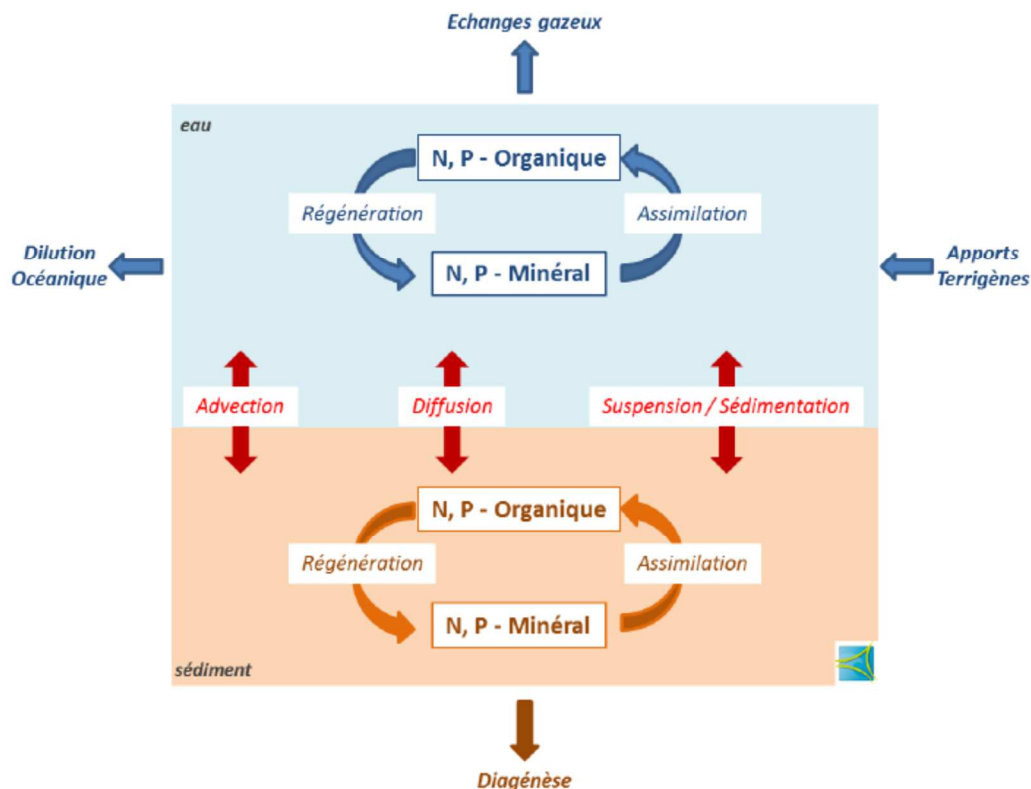 Echanges gazeux
eau
N, P - Organique
Régénération
Assimilation
N, P - Minéral
Dilution
Océanique
Apports
Terrigènes
Advection
Diffusion
Suspension / Sédimentation
N, P - Organique
Régénération
Assimilation
N, P - Minéral
sédiment
Diagénèse